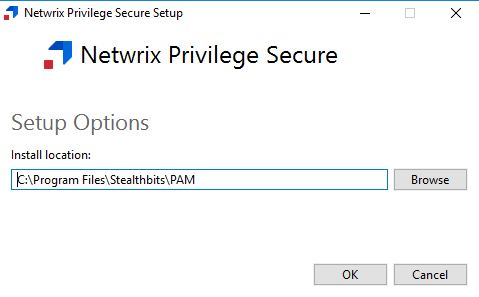 Netwrix Privilege Secure Setup
Netwrix Privilege Secure
Setup Options
Install location:
C:\Program Files\Stealthbits\PAM
Browse
OK
Cancel